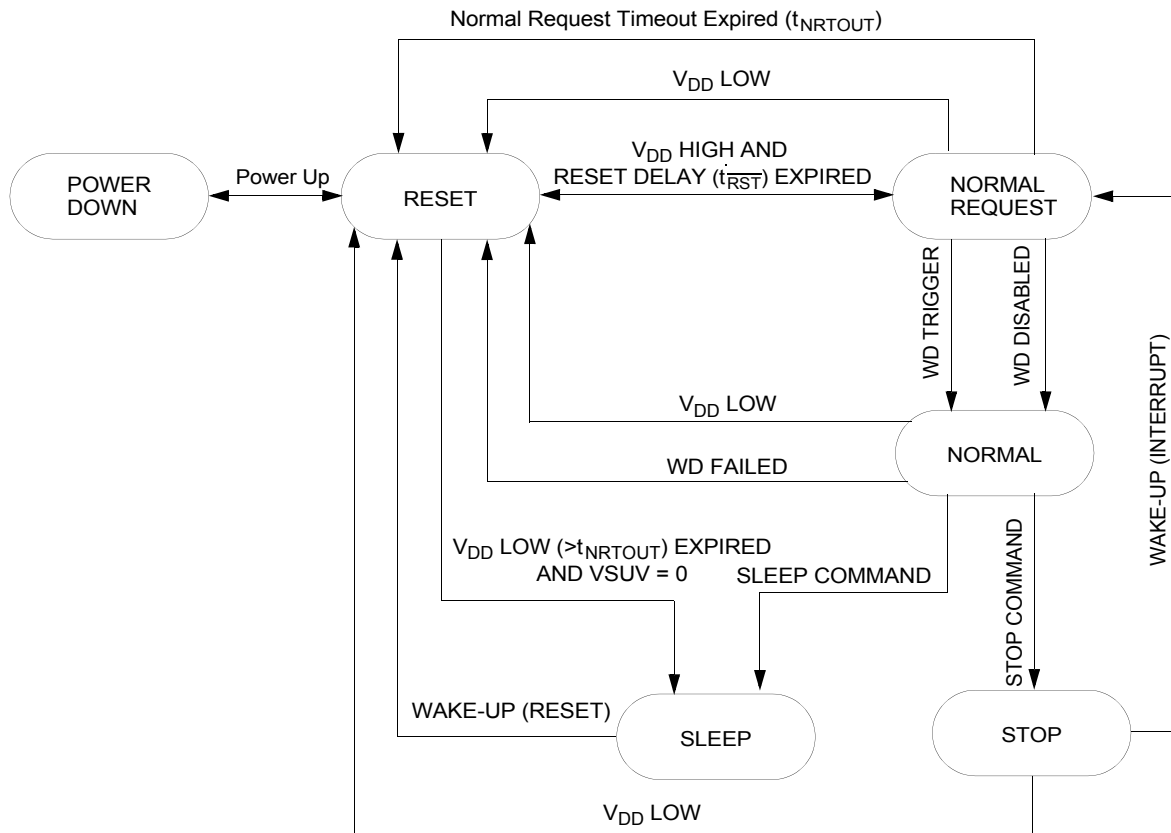 Normal Request Timeout Expired (tNRTOUT)
VDD LOW
VDD HIGH AND
RESET DELAY (tRST) EXPIRED
POWER
DOWN
Power Up
RESET
NORMAL
REQUEST
WD TRIGGER
WD DISABLED
WAKE-UP (INTERRUPT)
VDD LOW
NORMAL
WD FAILED
VDD LOW (>tNRTOUT) EXPIRED
AND VSUV = 0
SLEEP COMMAND
STOP COMMAND
WAKE-UP (RESET)
SLEEP
STOP
VDD LOW